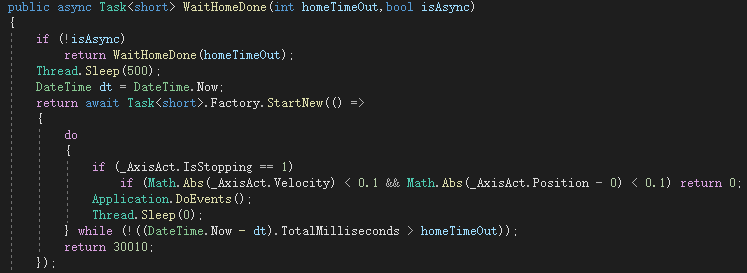 public async Task<short> WaitHomeDone(int homeTimeOut,bool isAsync)
{
    if (!isAsync)
        return WaitHomeDone(homeTimeOut);
    Thread.Sleep(500);
    DateTime dt = DateTime.Now;
    return await Task<short>.Factory.StartNew(() =>
    {
        do
        {
            if (_AxisAct.IsStopping == 1)
                if (Math.Abs(_AxisAct.Velocity) < 0.1 && Math.Abs(_AxisAct.Position - 0) < 0.1) return 0;
            Application.DoEvents();
            Thread.Sleep(0);
        } while (!((DateTime.Now - dt).TotalMilliseconds > homeTimeOut));
        return 30010;
    });